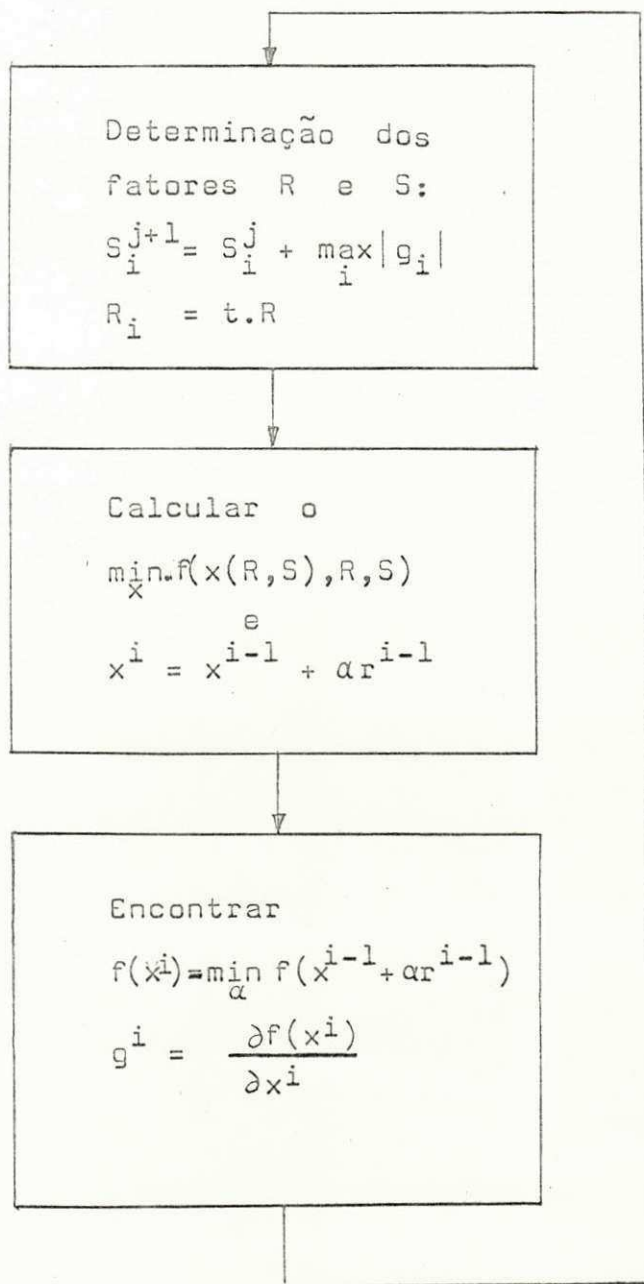 Determinação dos
fatores R e S:
S_i^{j+1} = S_i^j + max_i |g_i|
R_i = t.R
Calcular o
min_x.f(x(R,S),R,S)
e
x^i = x^{i-1} + αr^{i-1}
Encontrar
f(x^i)=min_α f(x^{i-1}+αr^{i-1})
g^i = ∂f(x^i)/∂x^i